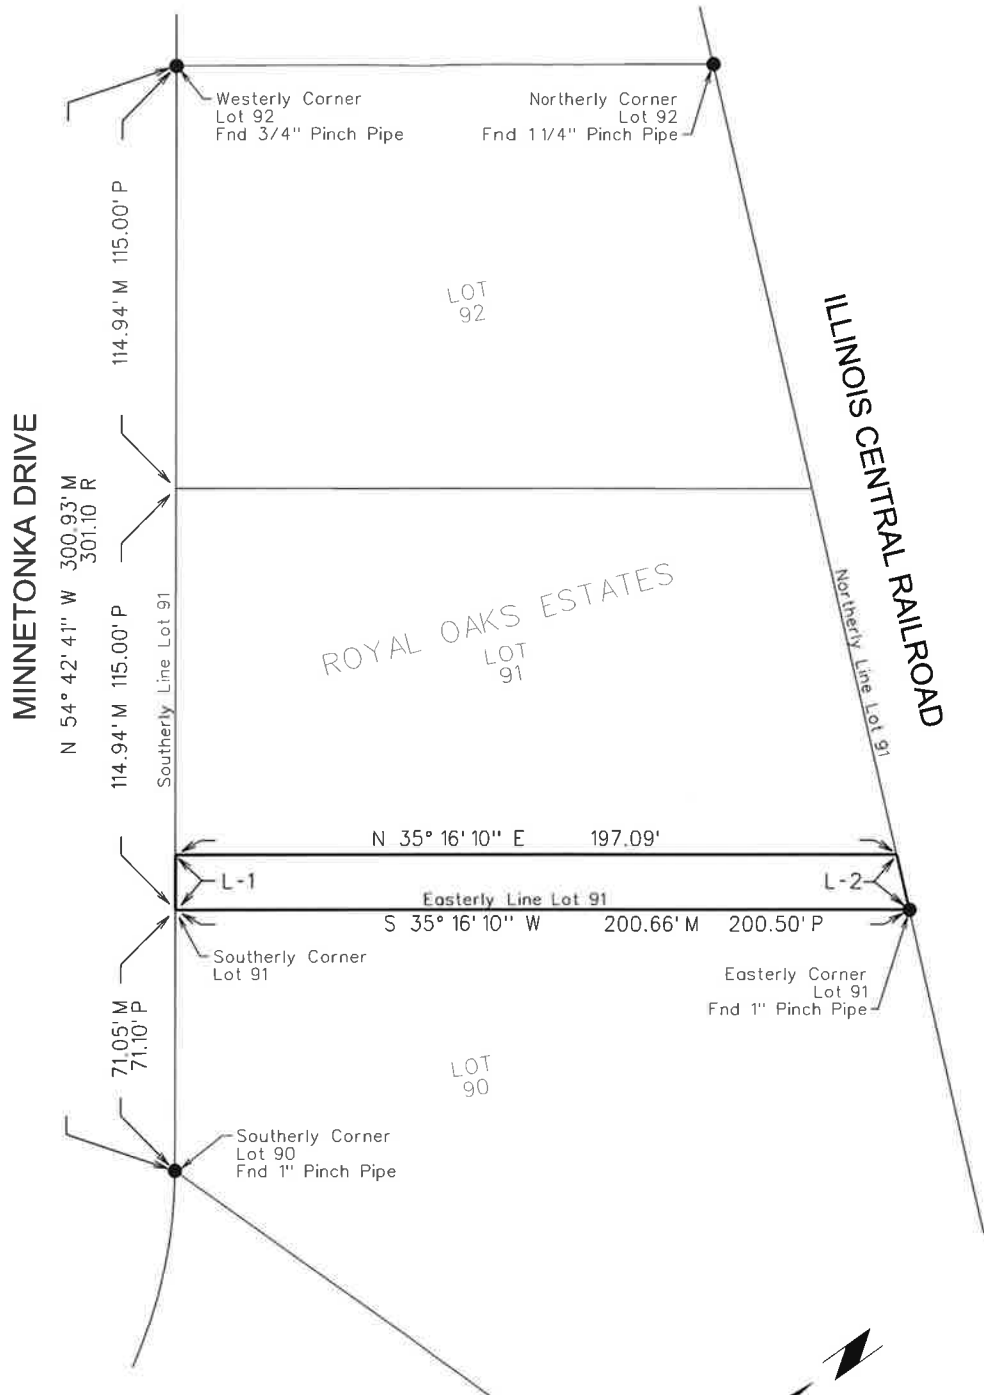 Westerly Corner
Lot 92
Fnd 3/4" Pinch Pipe
Northerly Corner
Lot 92
Fnd 1 1/4" Pinch Pipe
114.94' M 115.00' P
LOT
92
ILLINOIS CENTRAL RAILROAD
MINNETONKA DRIVE
N 54° 42' 41" W 300.93' M
301.10 R
114.94' M 115.00' P
Southerly Line Lot 91
ROYAL OAKS ESTATES
LOT
91
Northerly Line Lot 91
N 35° 16' 10" E 197.09'
L-1
L-2
Easterly Line Lot 91
S 35° 16' 10" W 200.66' M 200.50' P
Southerly Corner
Lot 91
Easterly Corner
Lot 91
Fnd 1" Pinch Pipe
71.05' M
71.10' P
LOT
90
Southerly Corner
Lot 90
Fnd 1" Pinch Pipe
N